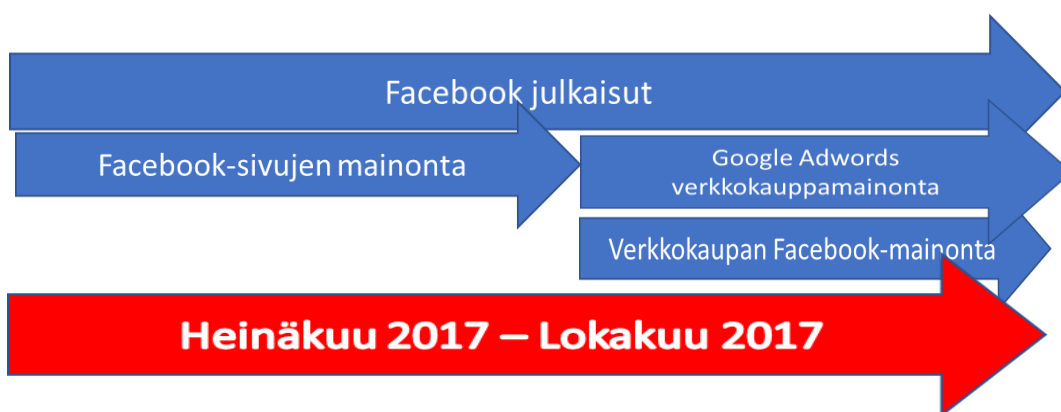 Facebook julkaisut
Facebook-sivujen mainonta
Google Adwords
verkkokauppamainonta
Verkkokaupan Facebook-mainonta
Heinäkuu 2017 – Lokakuu 2017